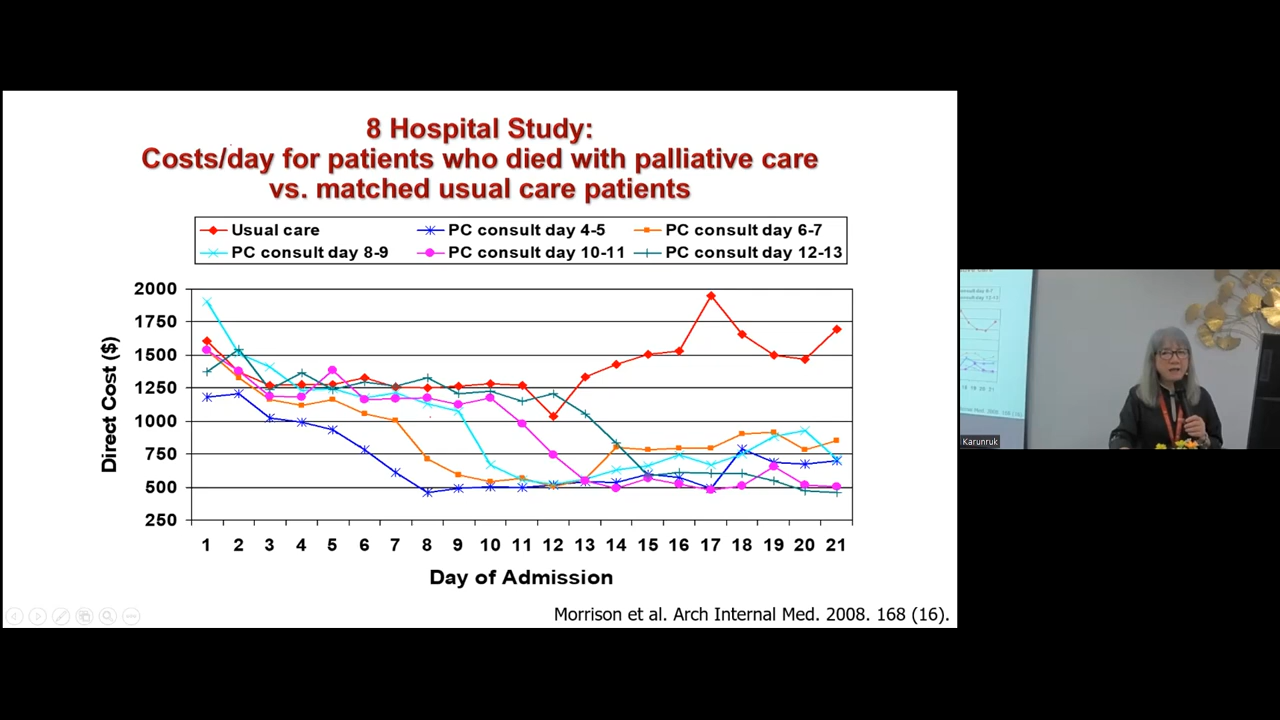 8 Hospital Study:
Costs/day for patients who died with palliative care
vs. matched usual care patients
Usual care PC consult day 4-5 PC consult day 6-7
PC consult day 8-9 PC consult day 10-11 PC consult day 12-13
Direct Cost ($)
2000
1750
1500
1250
1000
750
500
250
1 2 3 4 5 6 7 8 9 10 11 12 13 14 15 16 17 18 19 20 21
Day of Admission
Morrison et al. Arch Internal Med. 2008. 168 (16).
Karunruk